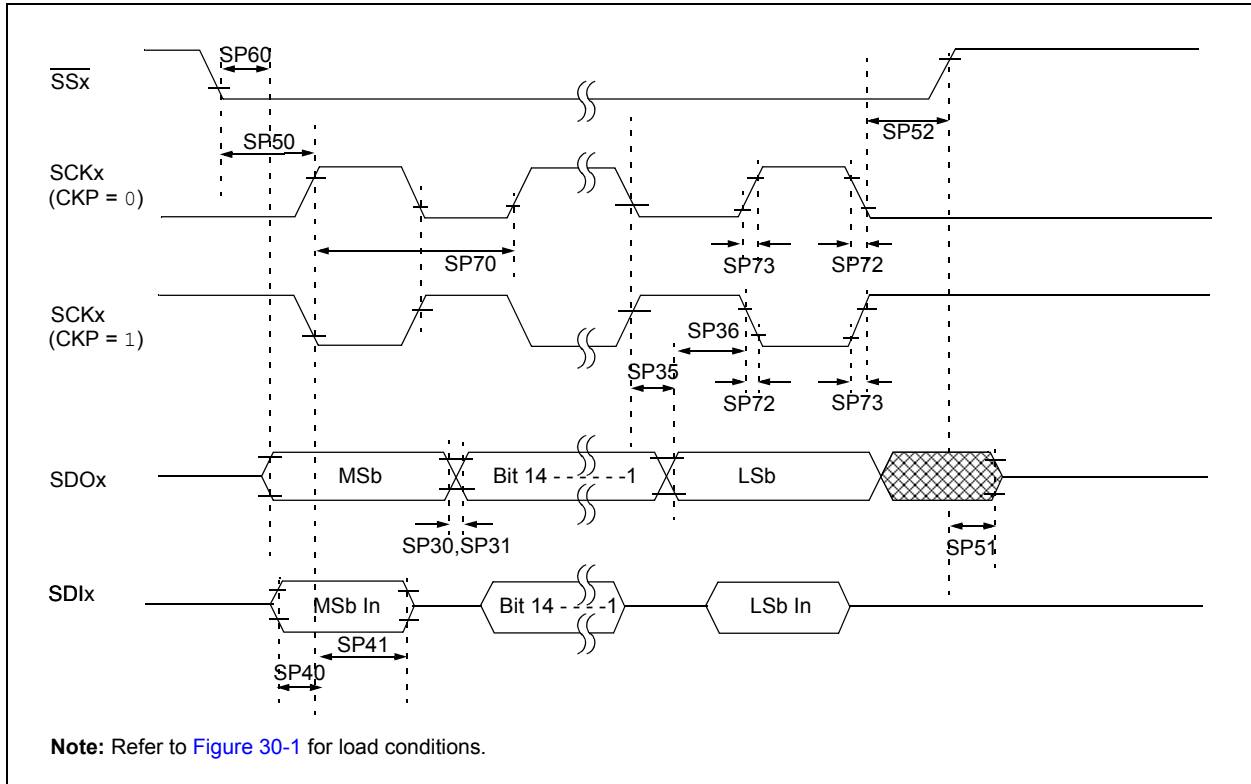 SP60
SSx
SP50
SP52
SCKx
(CKP = 0)
SP70
SP73
SP72
SCKx
(CKP = 1)
SP36
SP35
SP72
SP73
SDOx
MSb
Bit 14 - - - - - -1
LSb
SP30,SP31
SP51
SDIx
MSb In
Bit 14 - - - -1
LSb In
SP41
SP40
Note: Refer to Figure 30-1 for load conditions.